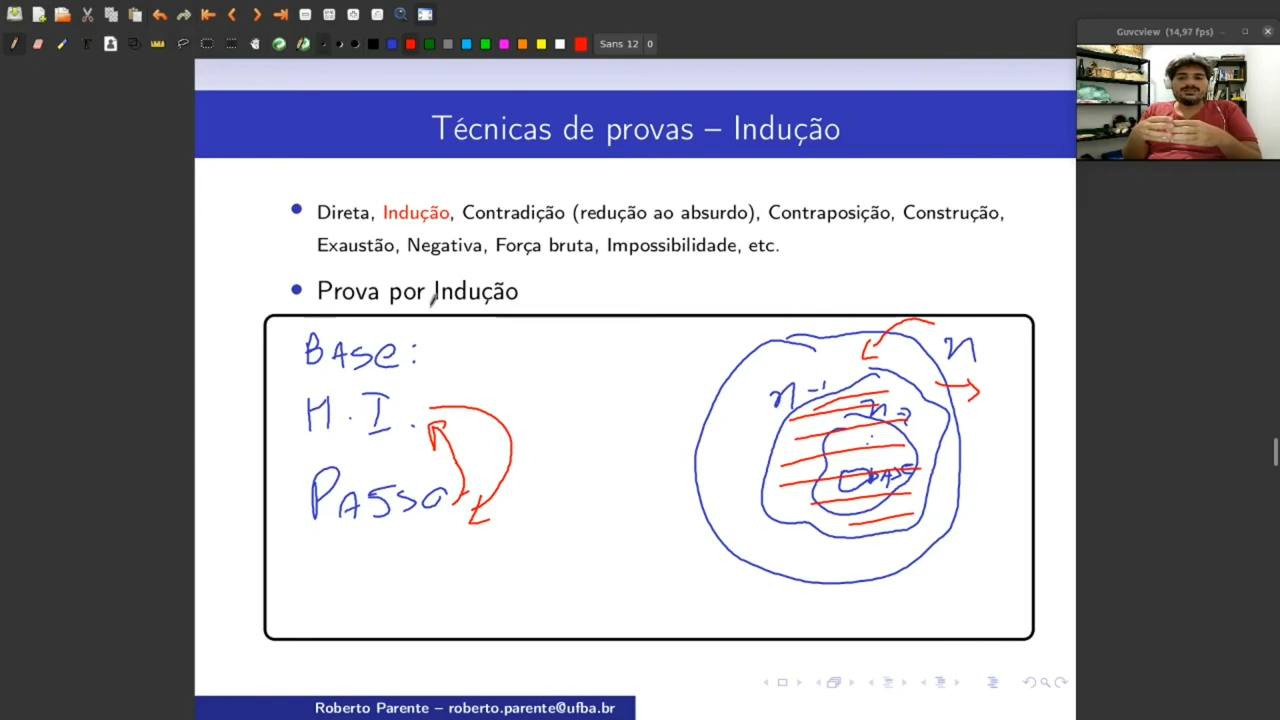 Sans 12 0
Guvcview (14,97 fps)
Técnicas de provas – Indução
Direta, Indução, Contradição (redução ao absurdo), Contraposição, Construção,
Exaustão, Negativa, Força bruta, Impossibilidade, etc.
Prova por Indução
BASE:
H.I.
PASSO
n
n-1
n-2
BASE
Roberto Parente – roberto.parente@ufba.br